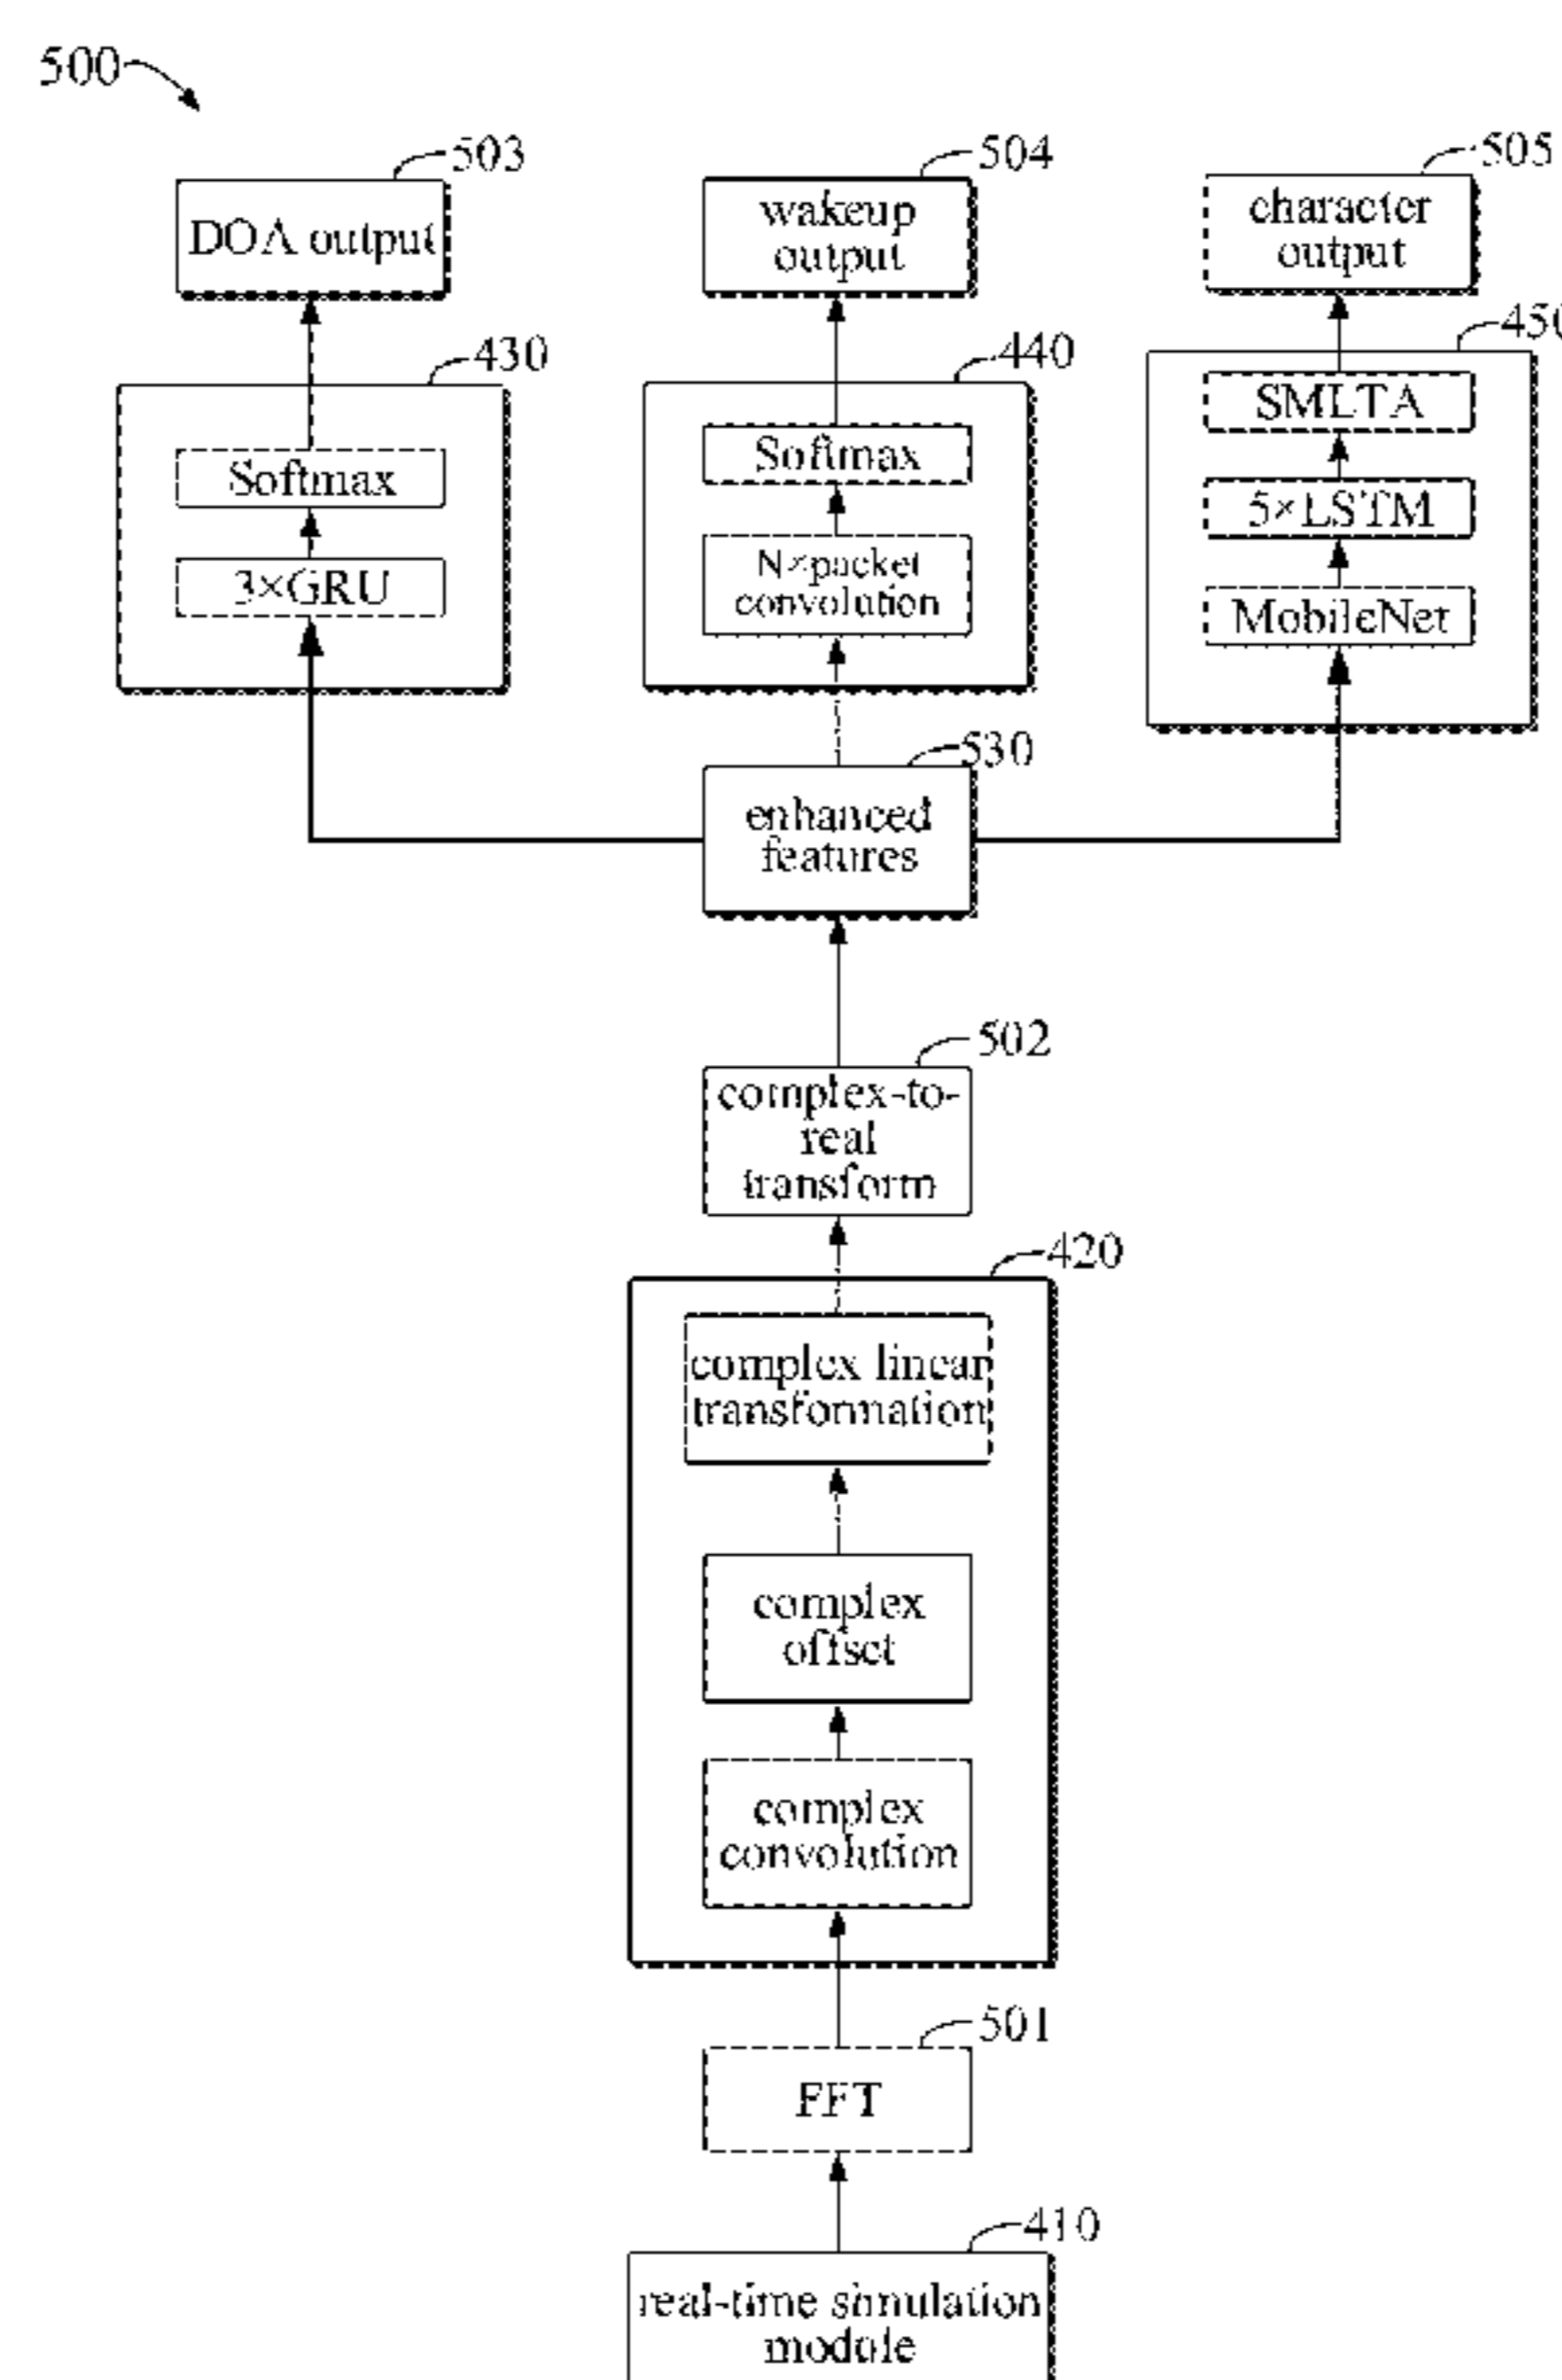 500
503
504
505
DOA output
wakeup
output
character
output
430
440
450
Softmax
3×GRU
Softmax
N×packet
convolution
SMLTA
5×LSTM
MobileNet
530
enhanced
features
502
complex-to-
real
transform
420
complex linear
transformation
complex
offset
complex
convolution
501
FFT
410
real-time simulation
module